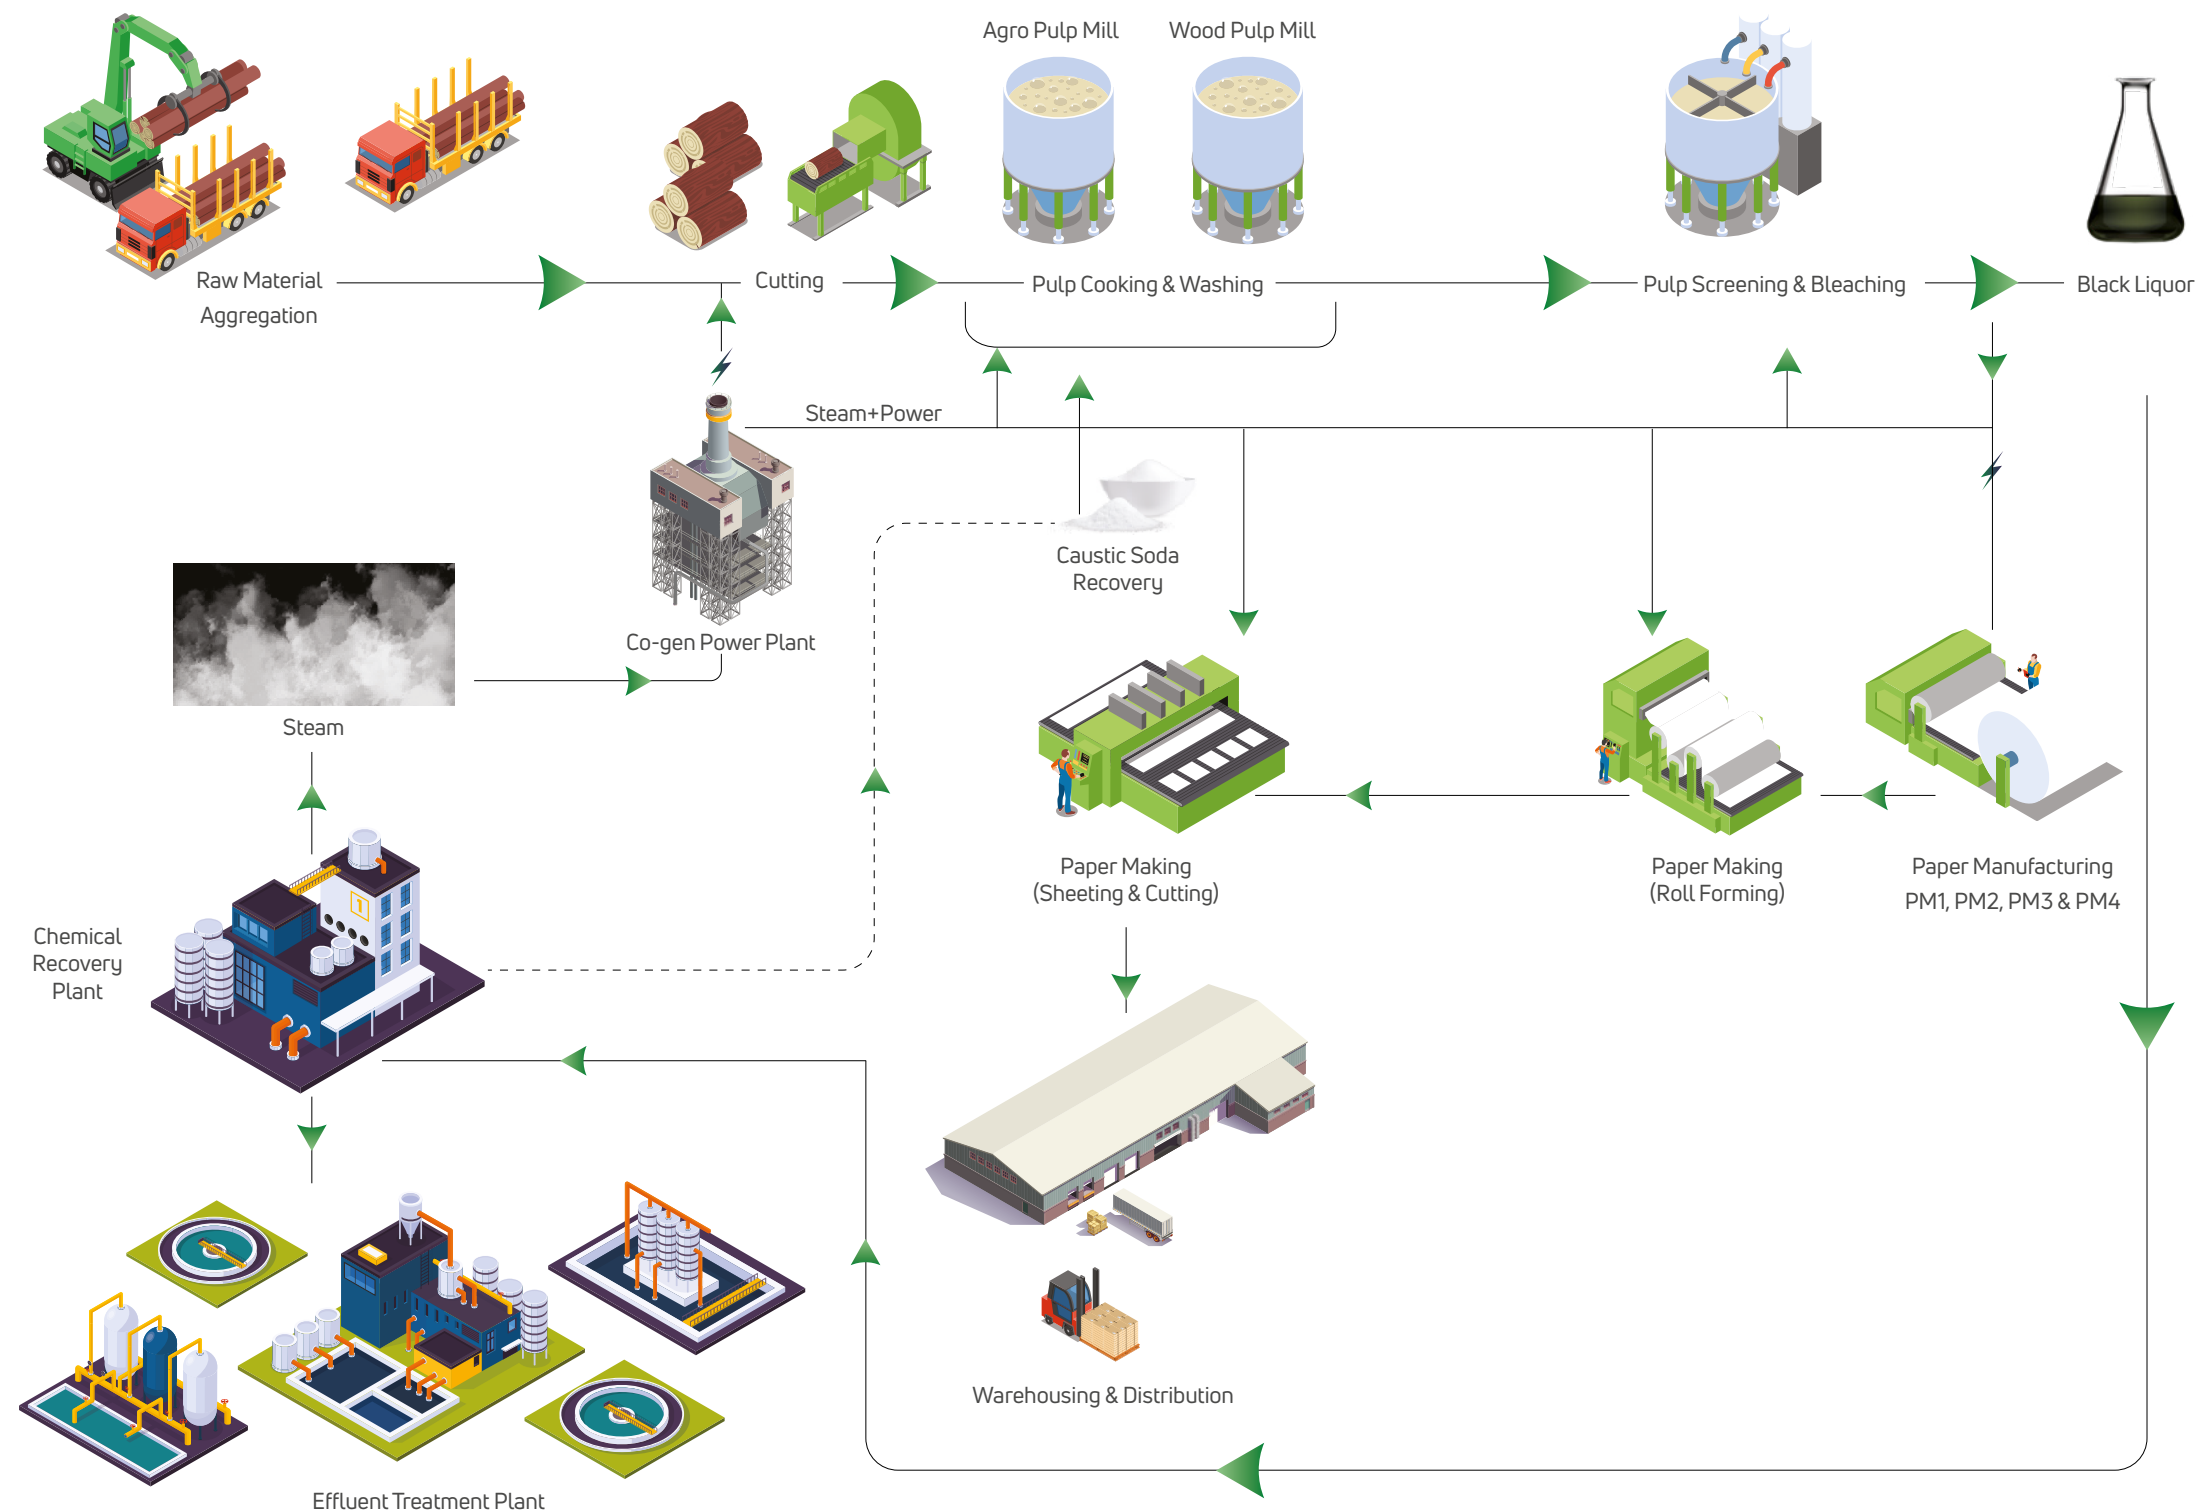 Agro Pulp Mill
Wood Pulp Mill
Raw Material
Aggregation
Cutting
Pulp Cooking & Washing
Pulp Screening & Bleaching
Black Liquor
Steam+Power
Caustic Soda
Recovery
Co-gen Power Plant
Steam
1
Chemical
Recovery
Plant
Paper Making
(Sheeting & Cutting)
Paper Making
(Roll Forming)
Paper Manufacturing
PM1, PM2, PM3 & PM4
Warehousing & Distribution
Effluent Treatment Plant